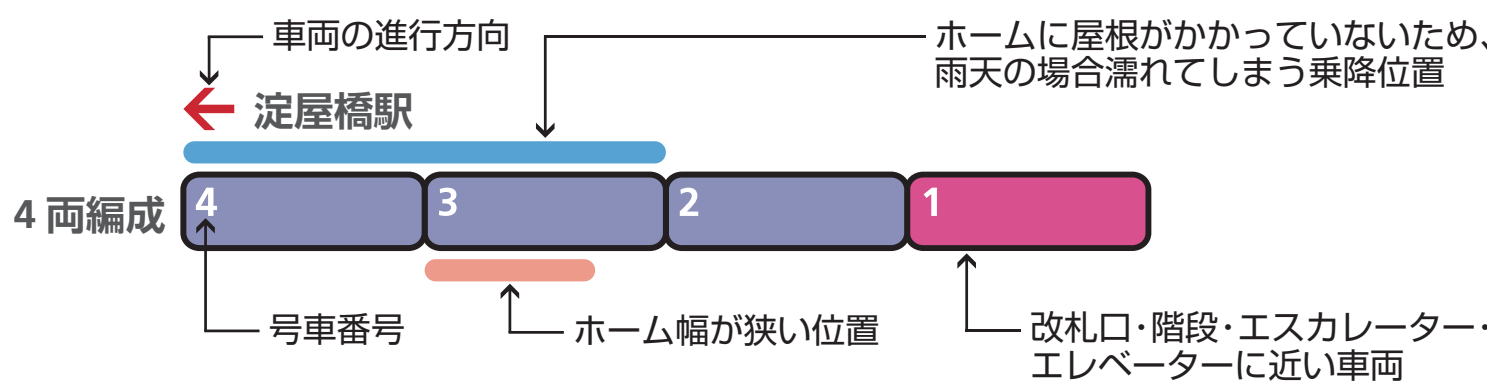 車両の進行方向
ホームに屋根がかかっていないため、
雨天の場合濡れてしまう乗降位置
淀屋橋駅
4両編成
4
3
2
1
号車番号
ホーム幅が狭い位置
改札口・階段・エスカレーター・
エレベーターに近い車両